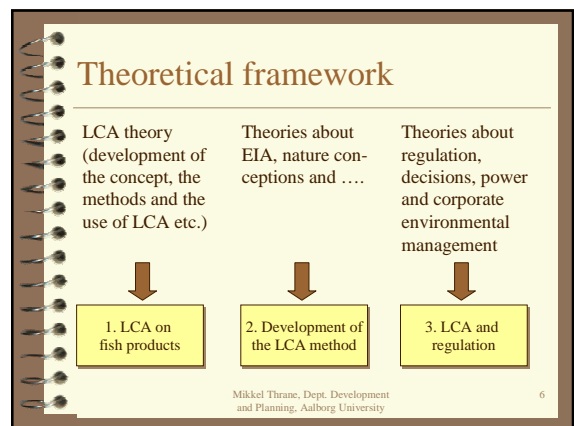 Theoretical framework
LCA theory
(development of
the concept, the
methods and the
use of LCA etc.)
Theories about
EIA, nature con-
ceptions and ….
Theories about
regulation,
decisions, power
and corporate
environmental
management
1. LCA on
fish products
2. Development of
the LCA method
3. LCA and
regulation
Mikkel Thrane, Dept. Development
and Planning, Aalborg University
6